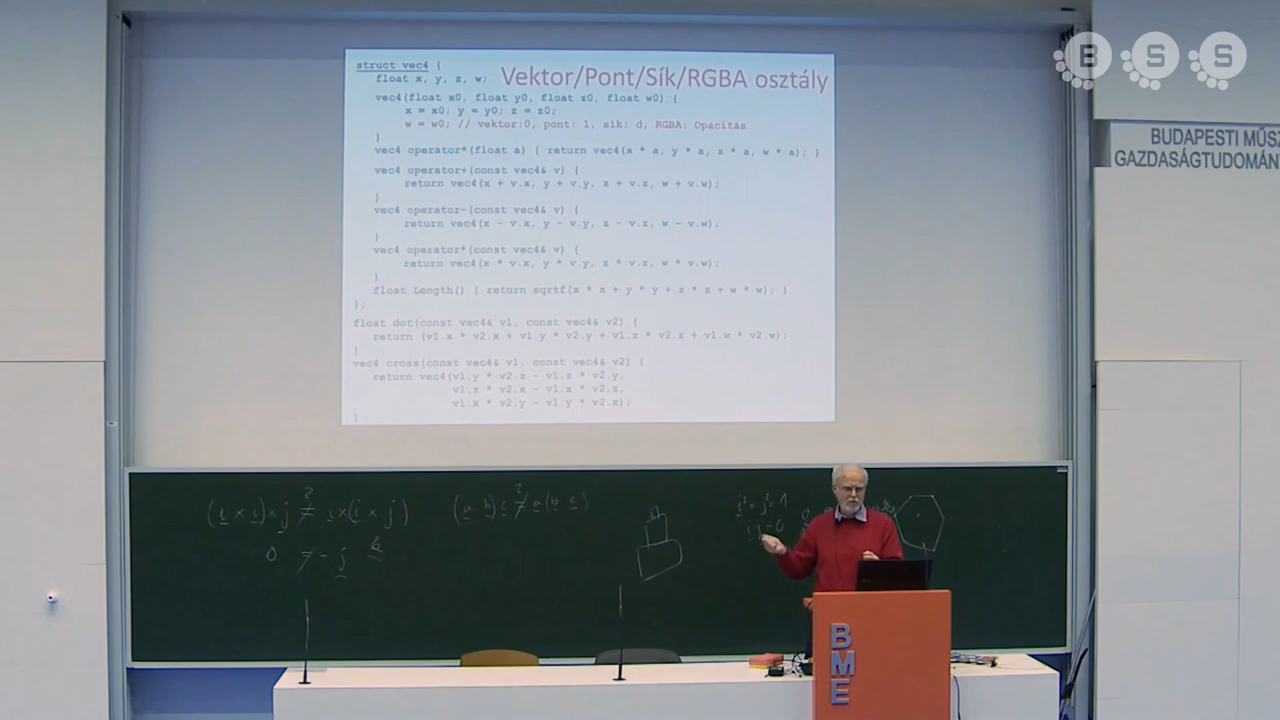 B S S
BUDAPESTI MŰSZ
GAZDASÁGTUDOMÁN
Vektor/Pont/Sík/RGBA osztály
struct vec4 {
float x, y, z, w;
vec4(float x0, float y0, float z0, float w0) {
x = x0; y = y0; z = z0;
w = w0; // vektor:0, pont: 1, sík: d, RGBA: Opacitás
}
vec4 operator*(float a) { return vec4(x * a, y * a, z * a, w * a); }
vec4 operator+(const vec4& v) {
return vec4(x + v.x, y + v.y, z + v.z, w + v.w);
}
vec4 operator-(const vec4& v) {
return vec4(x - v.x, y - v.y, z - v.z, w - v.w);
}
vec4 operator*(const vec4& v) {
return vec4(x * v.x, y * v.y, z * v.z, w * v.w);
}
float Length() { return sqrtf(x * x + y * y + z * z + w * w); }
};
float dot(const vec4& v1, const vec4& v2) {
return (v1.x * v2.x + v1.y * v2.y + v1.z * v2.z + v1.w * v2.w);
}
vec4 cross(const vec4& v1, const vec4& v2) {
return vec4(v1.y * v2.z - v1.z * v2.y,
v1.z * v2.x - v1.x * v2.z,
v1.x * v2.y - v1.y * v2.x);
}
(i × i) × j ≠ i × (i × j)
0 ≠ - j
k
(a b) c ≠ a (b c)
i² = j² = 1
BME